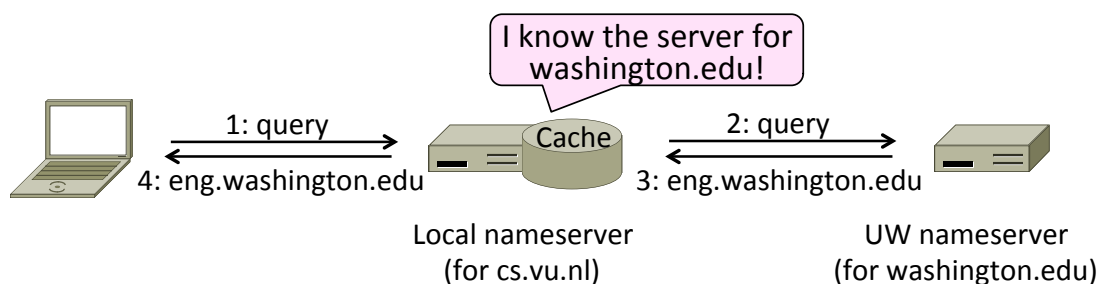 I know the server for
washington.edu!
1: query
Cache
2: query
4: eng.washington.edu
3: eng.washington.edu
Local nameserver
(for cs.vu.nl)
UW nameserver
(for washington.edu)